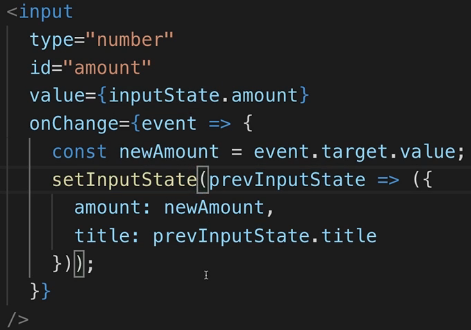 <input
type="number"
id="amount"
value={inputState.amount}
onChange={event => {
const newAmount = event.target.value;
setInputState(prevInputState => ({
amount: newAmount,
title: prevInputState.title
}));
}}
/>